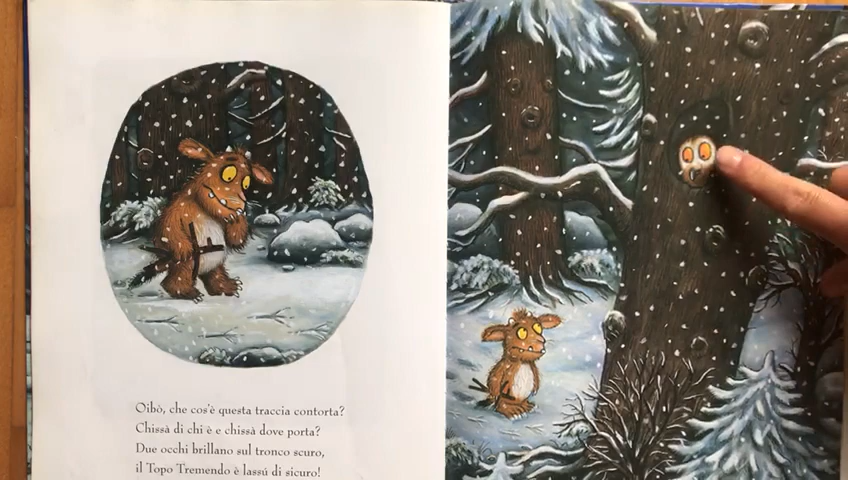 Oibò, che cos'è questa traccia contorta?
Chissà di chi è e chissà dove porta?
Due occhi brillano sul tronco scuro,
il Topo Tremendo è lassú di sicuro!